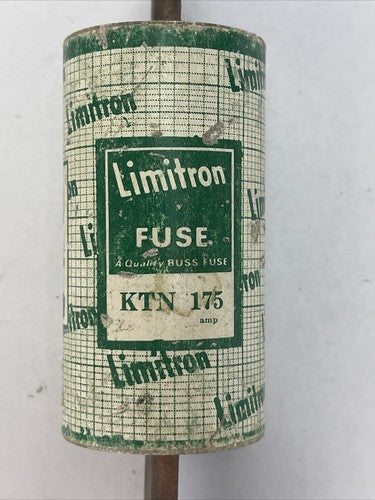 Limitron
Limitron
Limitron
FUSE
A Quality BUSS FUSE
KTN 175
amp
Limitron
Limitron